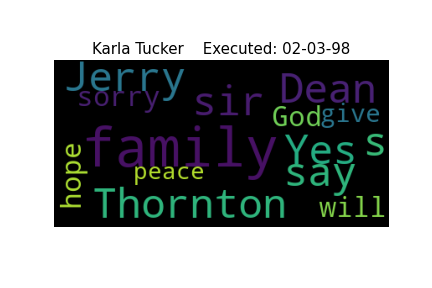 Karla Tucker    Executed: 02-03-98
Jerry
sorry
sir
Dean
God
give
family
Yes
s
hope
peace
say
Thornton
will